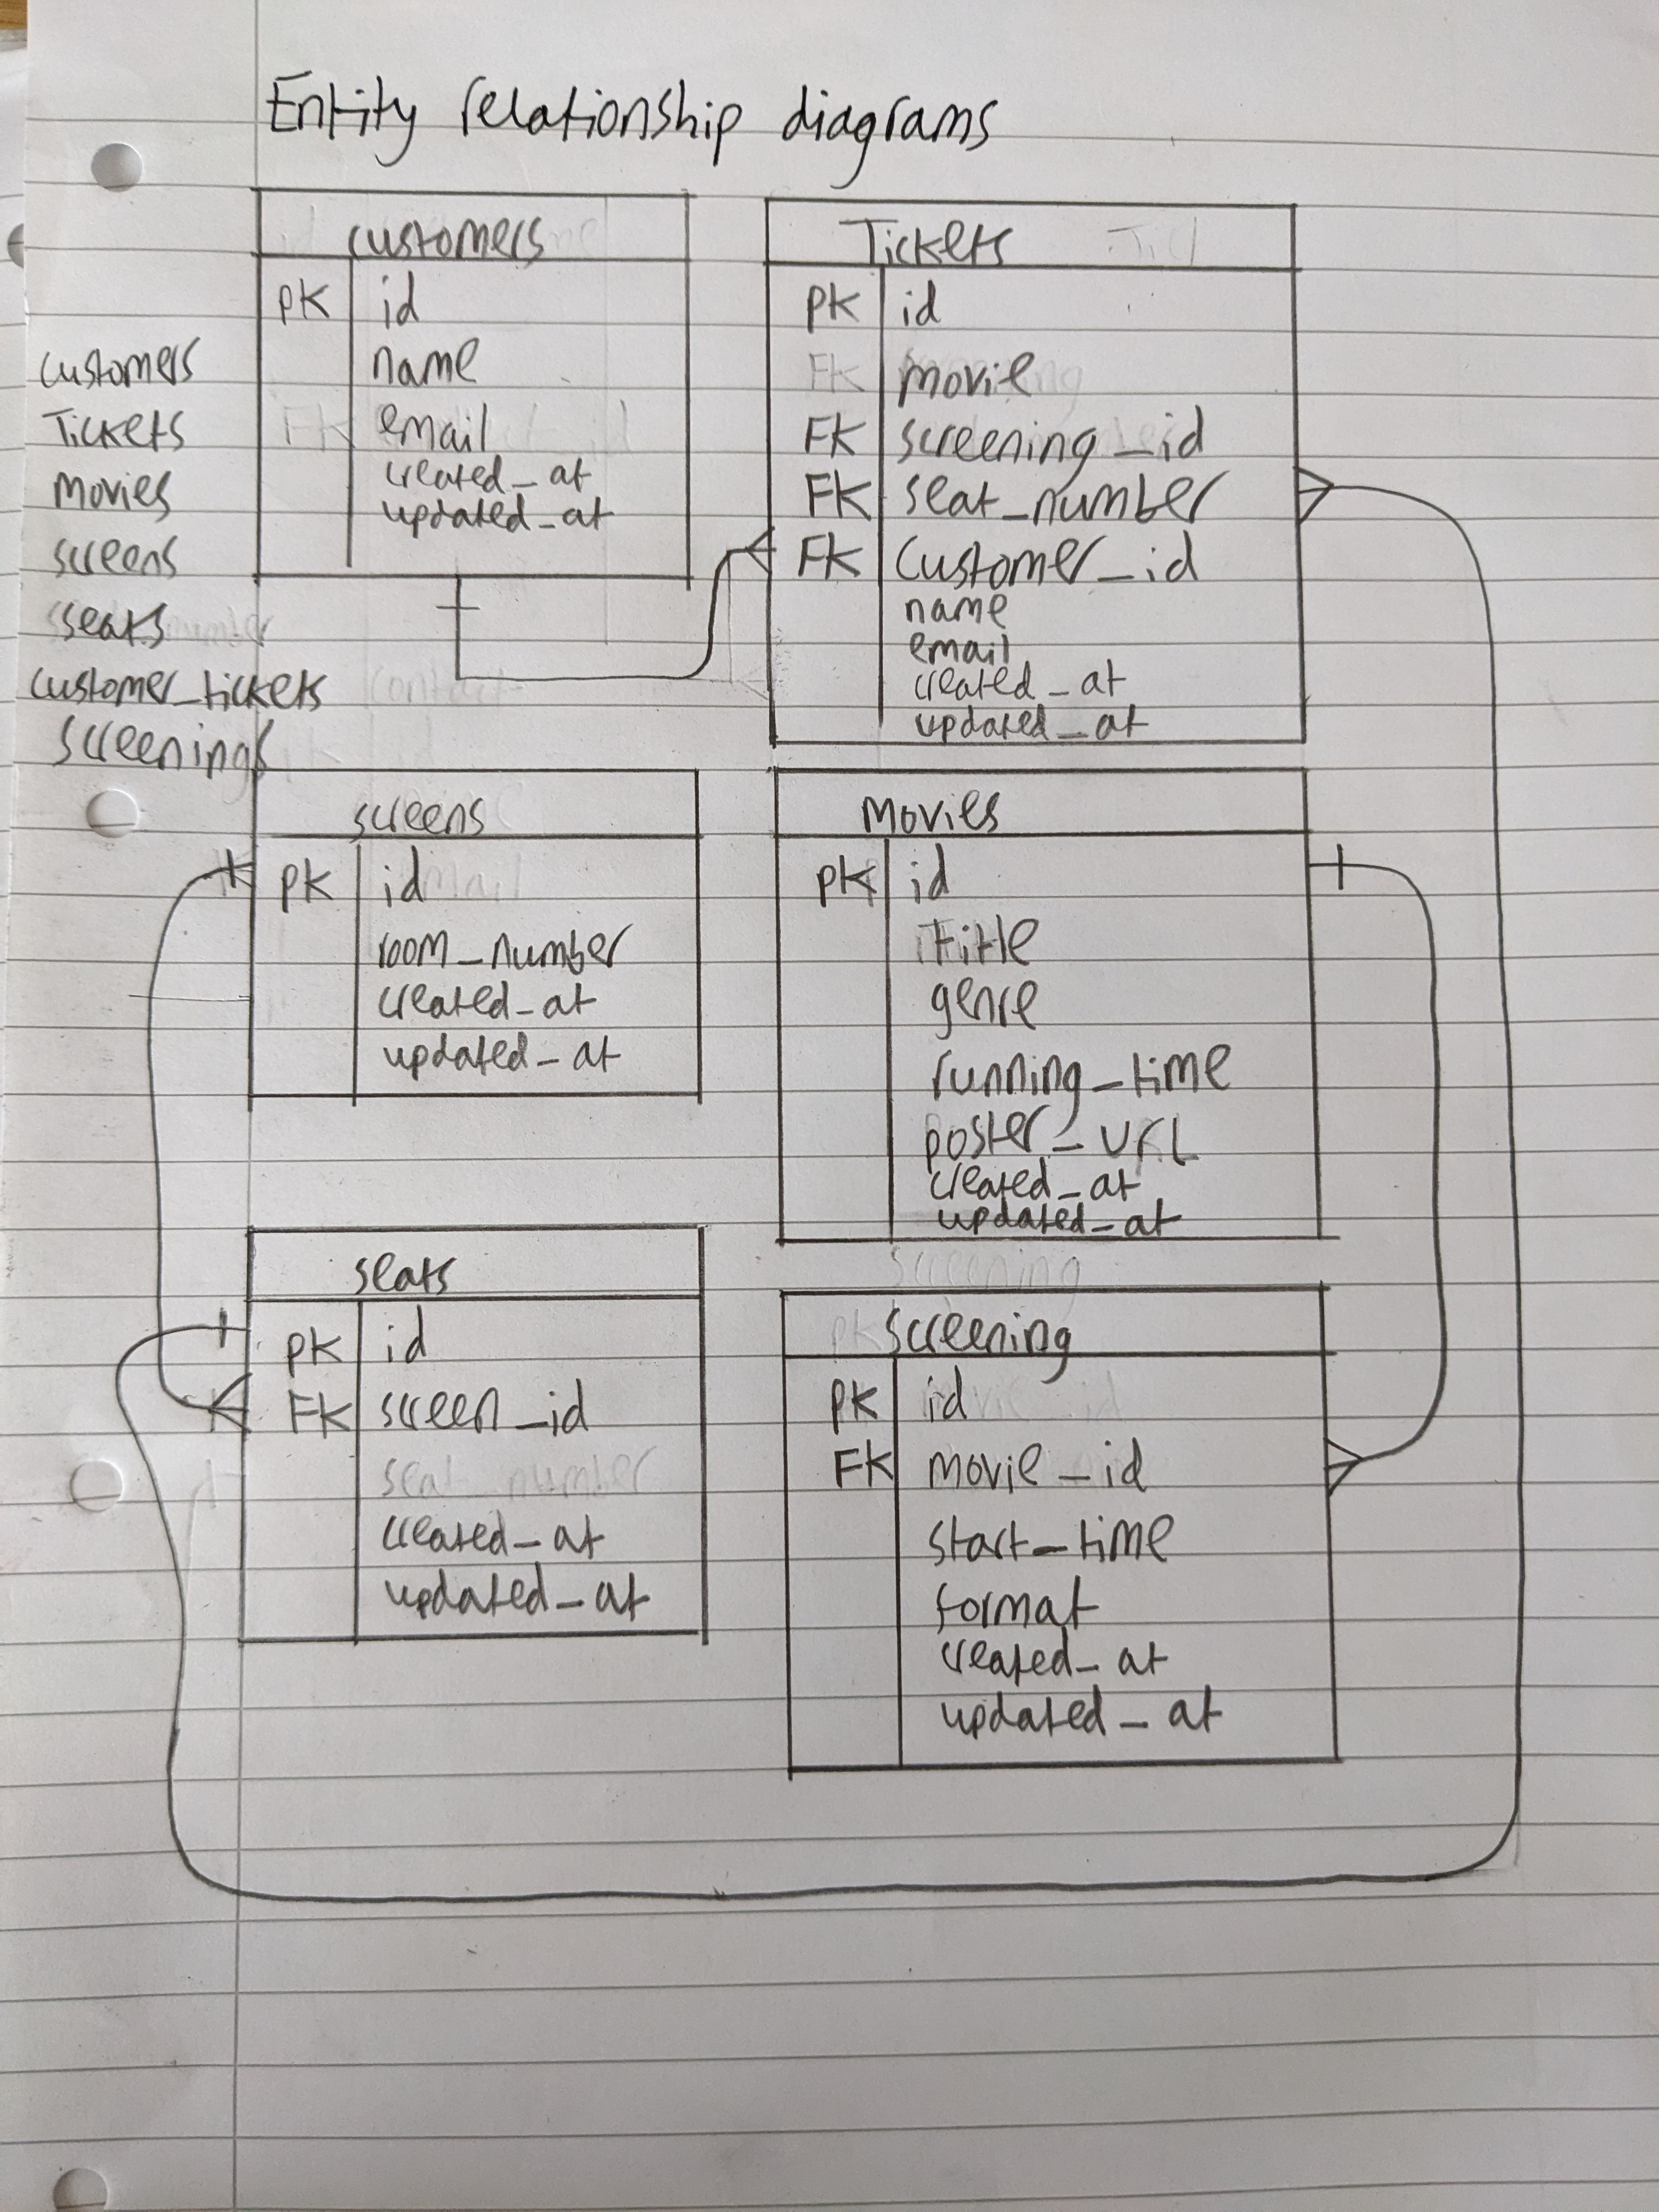 Entity relationship diagrams
customers
PK id
name
email
created_at
updated_at
Tickets
PK id
FK movie
FK screening_id
FK seat_number
FK customer_id
name
email
created_at
updated_at
customers
Tickets
movies
screens
seats
customer_tickets
screenings
screens
PK id
room_number
created_at
updated_at
Movies
PK id
title
genre
running_time
poster_url
created_at
updated_at
seats
PK id
FK screen_id
seat_number
created_at
updated_at
screening
screening
PK id
FK movie_id
start_time
format
created_at
updated_at